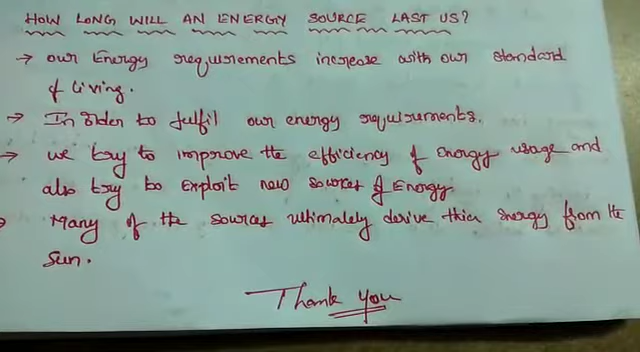 HOW LONG WILL AN ENERGY SOURCE LAST US?
→ our Energy requirements increase with our standard
of living.
→ In order to fulfil our energy requirements.
→ we try to improve the efficiency of energy usage and
also try to exploit new sources of Energy
Many of the sources ultimately derive their energy from the
Sun.
Thank you